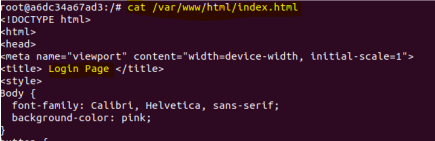 root@a6dc34a67ad3:/# cat /var/www/html/index.html
<!DOCTYPE html>
<html>
<head>
<meta name="viewport" content="width=device-width, initial-scale=1">
<title> Login Page </title>
<style>
Body {
  font-family: Calibri, Helvetica, sans-serif;
  background-color: pink;
}